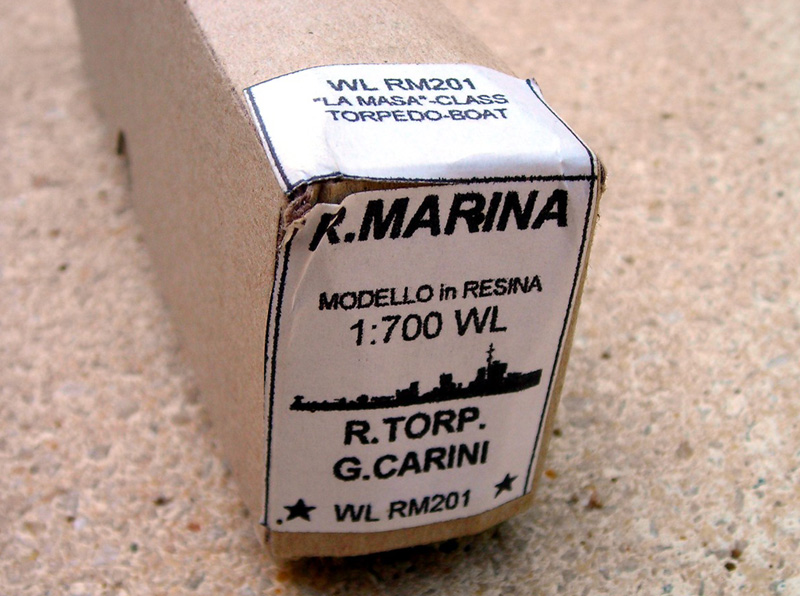 WL RM201
"LA MASA"-CLASS
TORPEDO-BOAT
R.MARINA
MODELLO in RESINA
1:700 WL
R.TORP.
G.CARINI
WL RM201